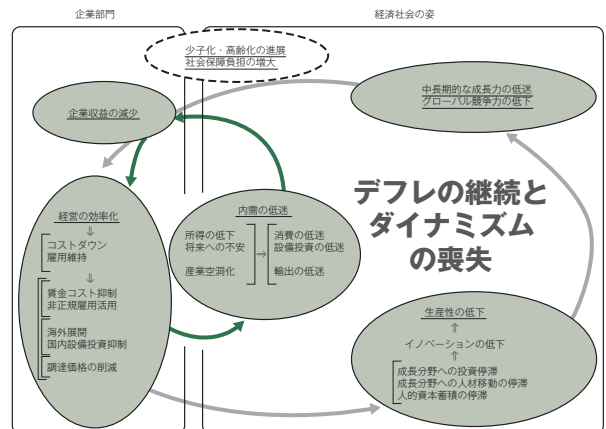 企業部門
経済社会の姿
少子化・高齢化の進展
社会保障負担の増大
中長期的な成長力の低迷
グローバル競争力の低下
企業収益の減少
デフレの継続と
ダイナミズム
の喪失
経営の効率化
⇓
コストダウン
雇用維持
⇓
賃金コスト抑制
非正規雇用活用
海外展開
国内設備投資抑制
調達価格の削減
内需の低迷
所得の低下
将来への不安
産業空洞化
→
消費の低迷
設備投資の低迷
輸出の低迷
生産性の低下
⇑
イノベーションの低下
⇑
成長分野への投資停滞
成長分野への人材移動の停滞
人的資本蓄積の停滞